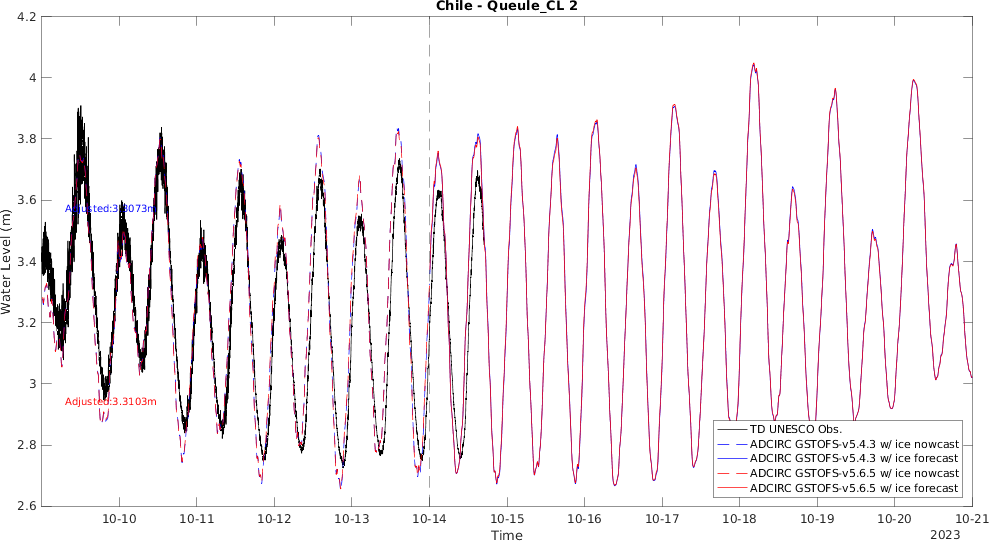 Chile - Queule_CL 2
4.2
4
3.8
3.6
3.4
3.2
3
2.8
2.6
Water Level (m)
Adjusted:3.3073m
Adjusted:3.3103m
TD UNESCO Obs.
ADCIRC GSTOFS-v5.4.3 w/ ice nowcast
ADCIRC GSTOFS-v5.4.3 w/ ice forecast
ADCIRC GSTOFS-v5.6.5 w/ ice nowcast
ADCIRC GSTOFS-v5.6.5 w/ ice forecast
10-10 10-11 10-12 10-13 10-14 10-15 10-16 10-17 10-18 10-19 10-20 10-21
Time
2023